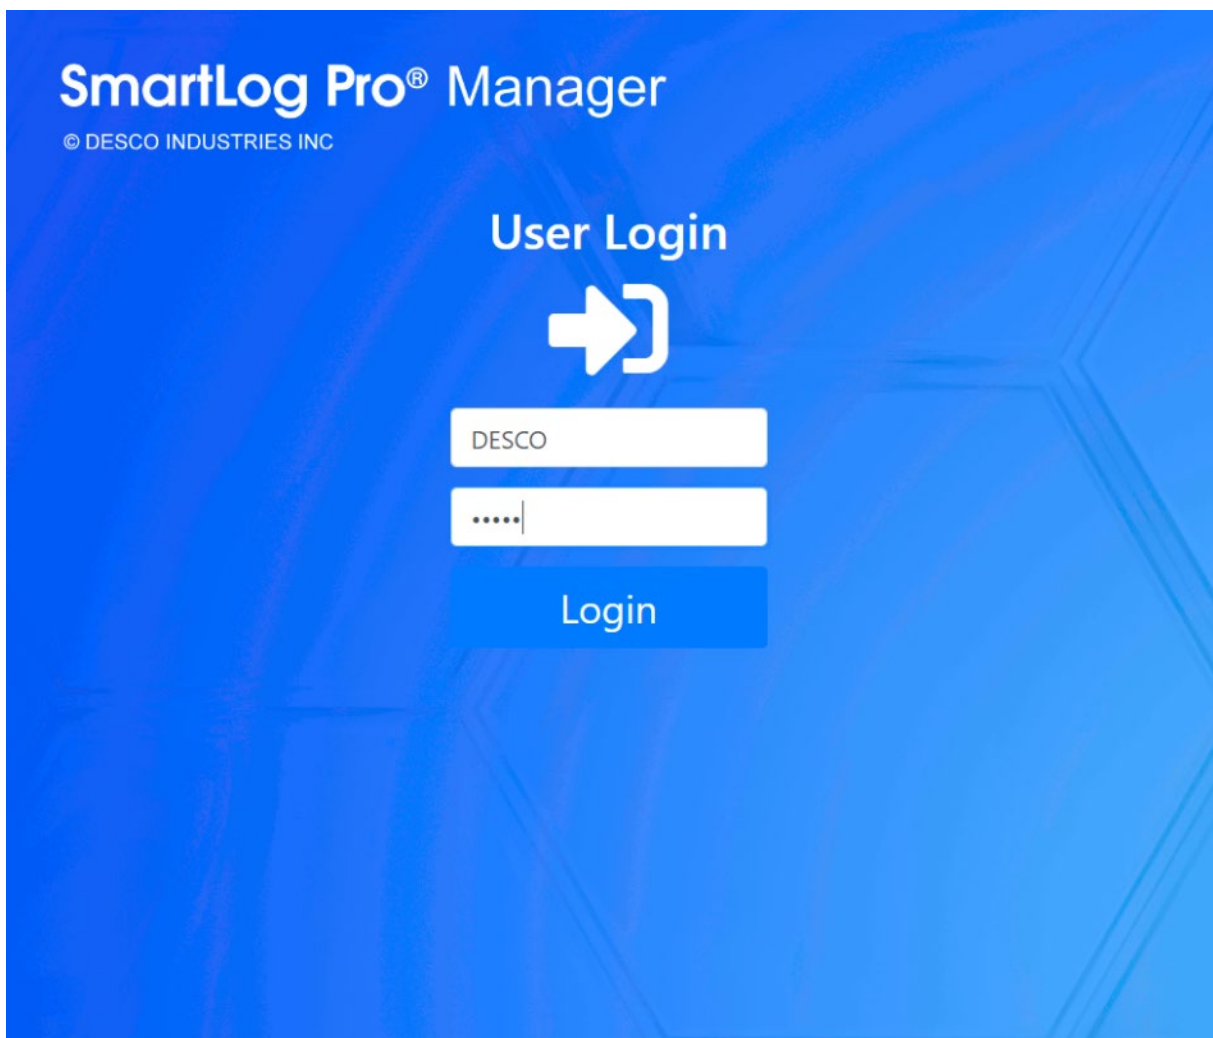 SmartLog Pro® Manager
© DESCO INDUSTRIES INC
User Login
DESCO
•••••
Login